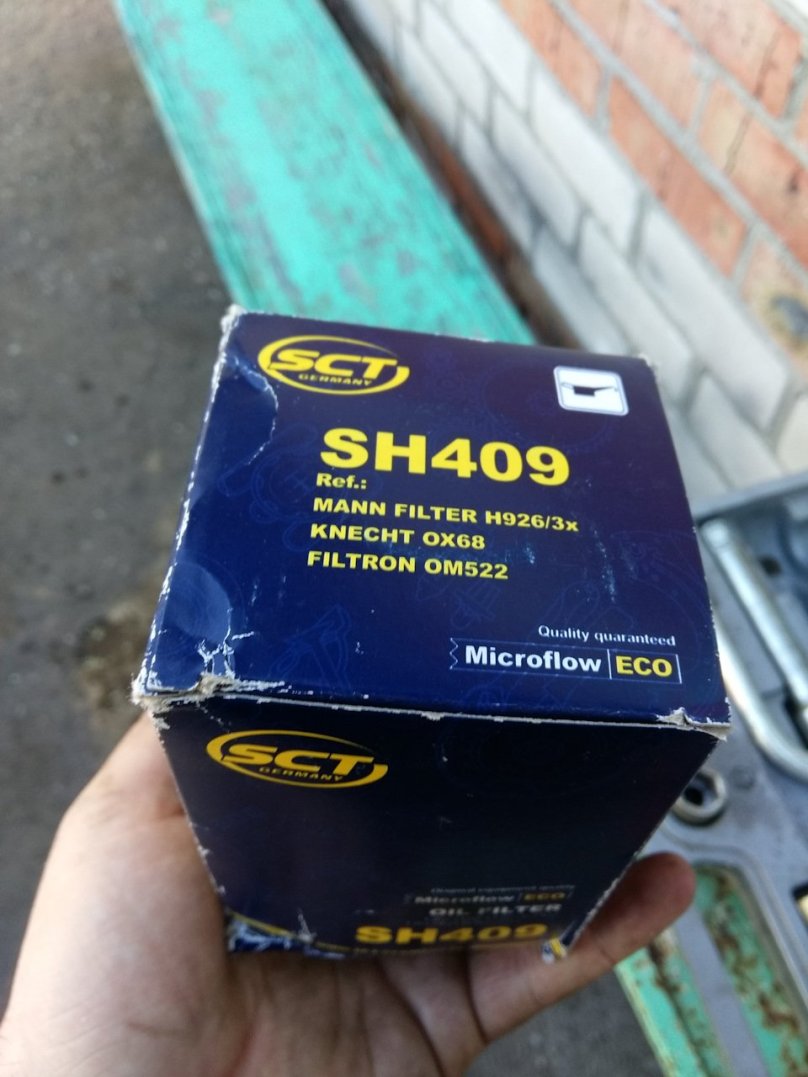 SCT
GERMANY
SH409
Ref.:
MANN FILTER H926/3x
KNECHT OX68
FILTRON OM522
Quality quaranteed
Microflow ECO
SCT
GERMANY
Microflow ECO
OIL FILTER
SH409